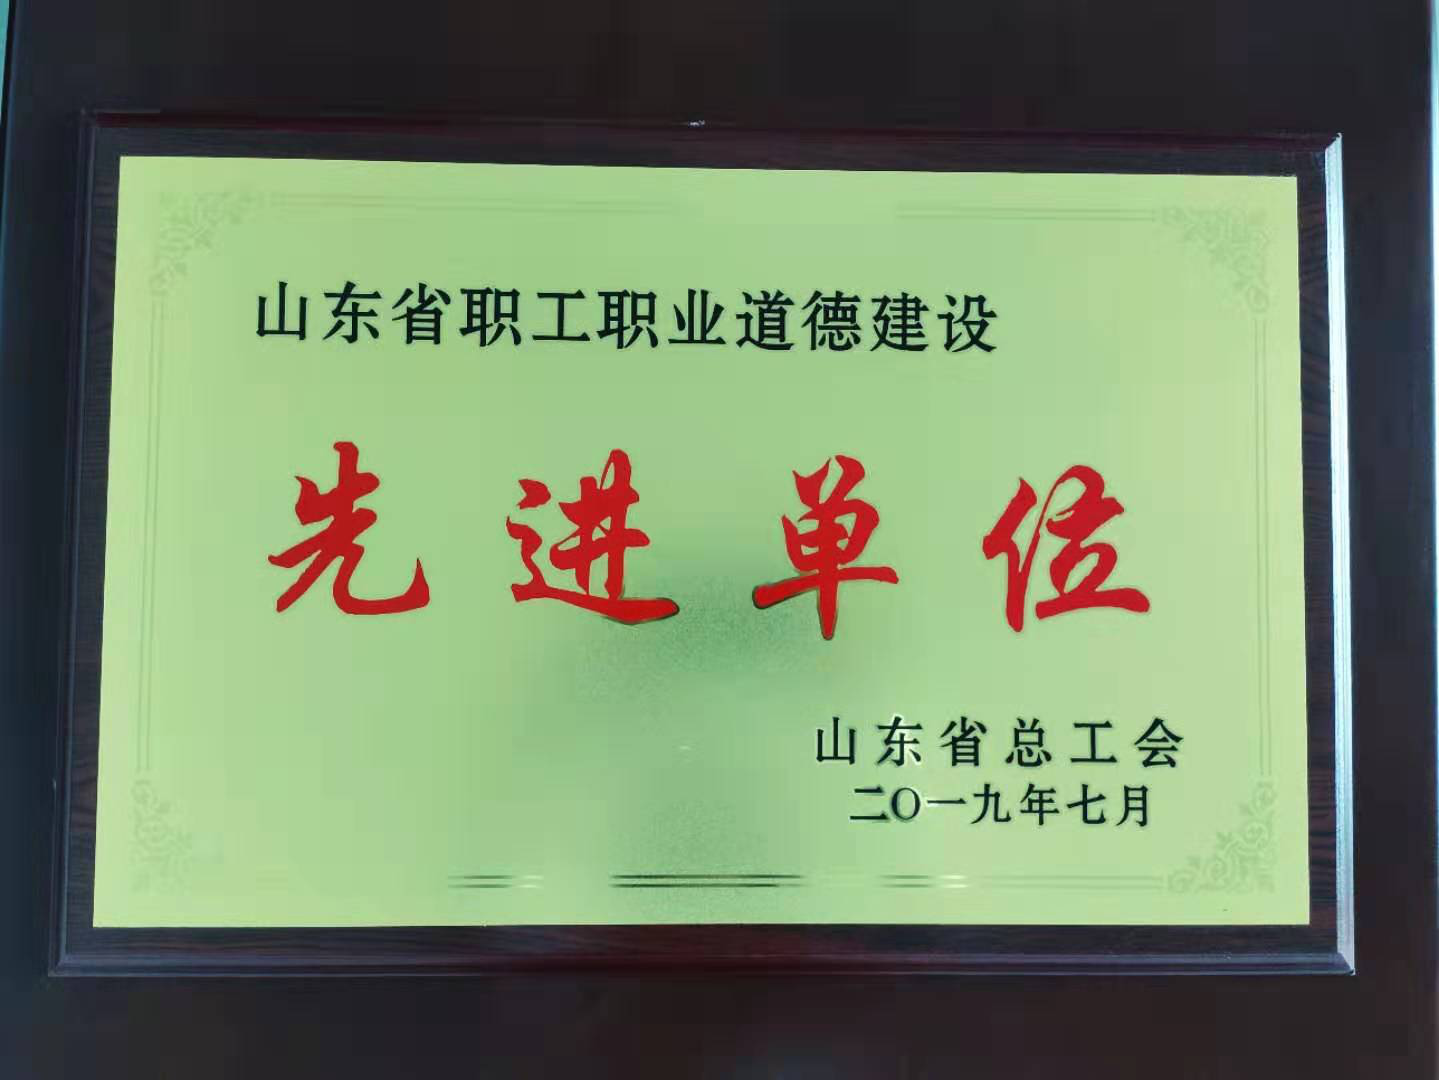 山东省职工职业道德建设
先进单位
山东省总工会
二〇一九年七月